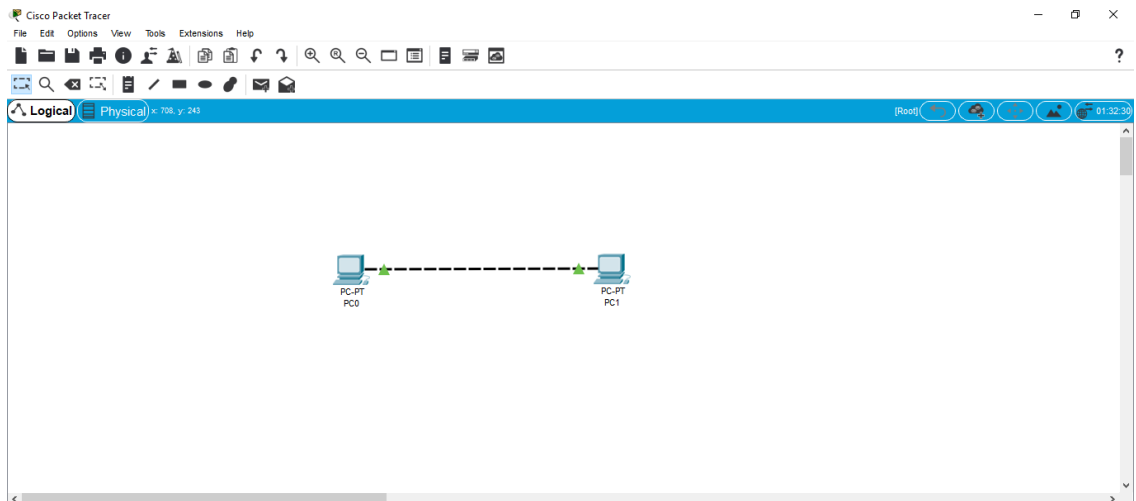 Cisco Packet Tracer
File Edit Options View Tools Extensions Help
?
Logical Physical x: 708, y: 243 [Root] 01:32:30
PC-PT
PC0
PC-PT
PC1